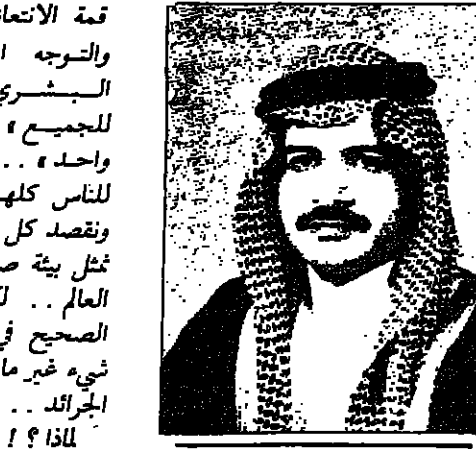 قمة الانتعا
والتوجه ا
البشري
للجميع »
واحد » . .
للناس كله
ونقصد كل
تمثل بيئة ص
العالم . . ل
الصحيح في
شيء غير ما
الجرائد . .
لماذا ؟ !